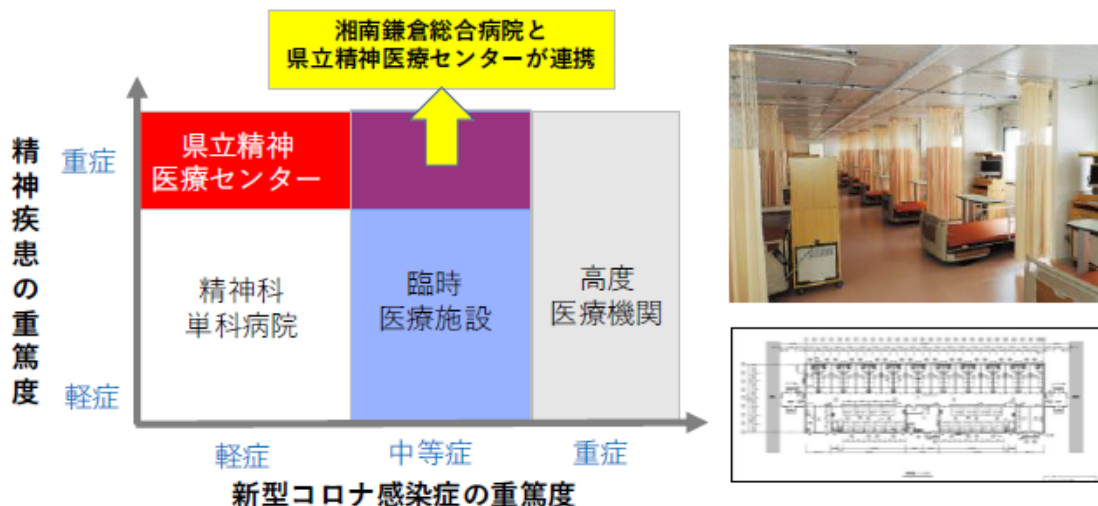 湘南鎌倉総合病院と
県立精神医療センターが連携
精神疾患の重篤度
重症
軽症
県立精神
医療センター
精神科
単科病院
臨時
医療施設
高度
医療機関
軽症
中等症
重症
新型コロナ感染症の重篤度